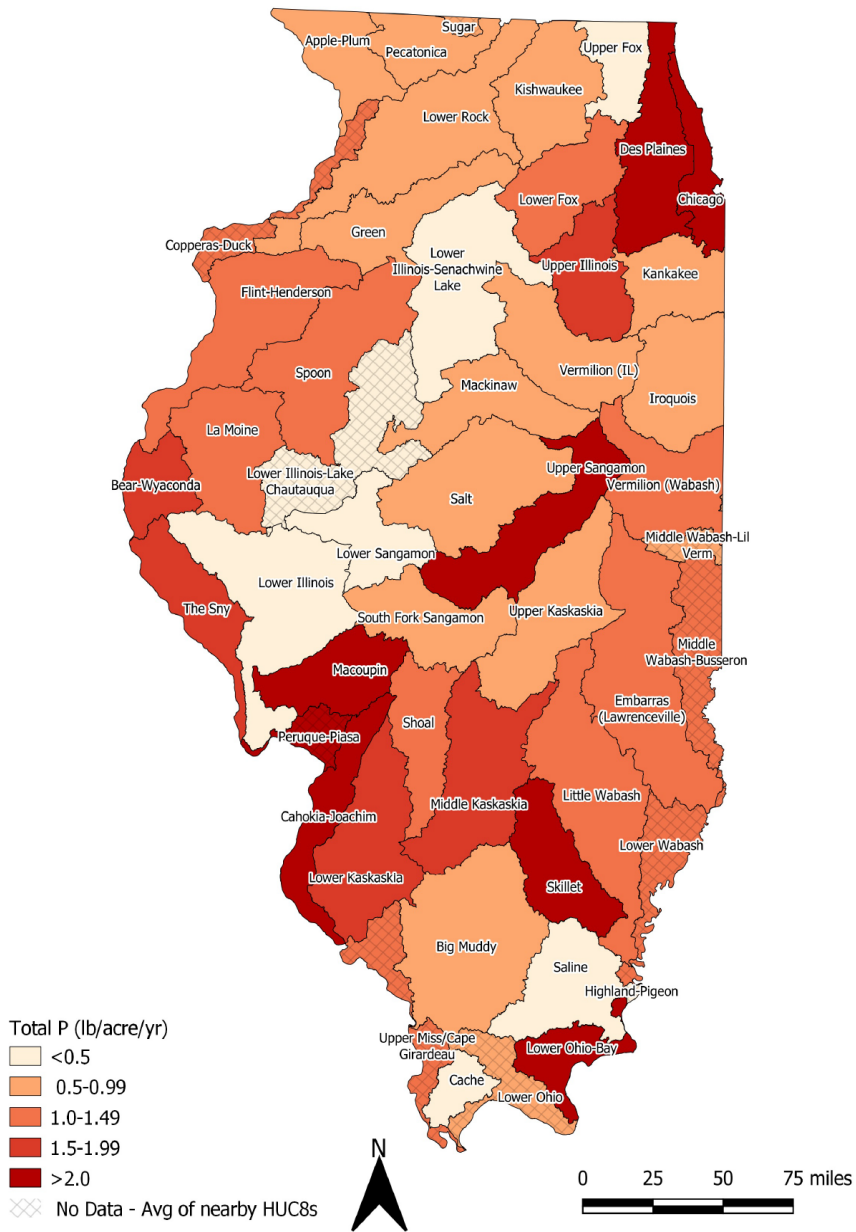 Sugar
Apple-Plum
Pecatonica
Upper Fox
Kishwaukee
Lower Rock
Des Plaines
Lower Fox
Chicago
Green
Copperas-Duck
Lower
Illinois-Senachwine
Lake
Upper Illinois
Kankakee
Flint-Henderson
Spoon
Vermilion (IL)
Mackinaw
Iroquois
La Moine
Upper Sangamon
Lower Illinois-Lake
Chautauqua
Bear-Wyaconda
Vermilion (Wabash)
Salt
Middle Wabash-Lil
Verm
Lower Sangamon
Lower Illinois
The Sny
South Fork Sangamon
Upper Kaskaskia
Middle
Wabash-Busseron
Macoupin
Embarras
(Lawrenceville)
Shoal
Peruque-Piasa
Little Wabash
Middle Kaskaskia
Cahokia-Joachim
Lower Wabash
Lower Kaskaskia
Skillet
Big Muddy
Saline
Highland-Pigeon
Upper Miss/Cape
Girardeau
Lower Ohio-Bay
Cache
Lower Ohio
Total P (lb/acre/yr)
<0.5
0.5-0.99
1.0-1.49
1.5-1.99
>2.0
No Data - Avg of nearby HUC8s
N
0 25 50 75 miles